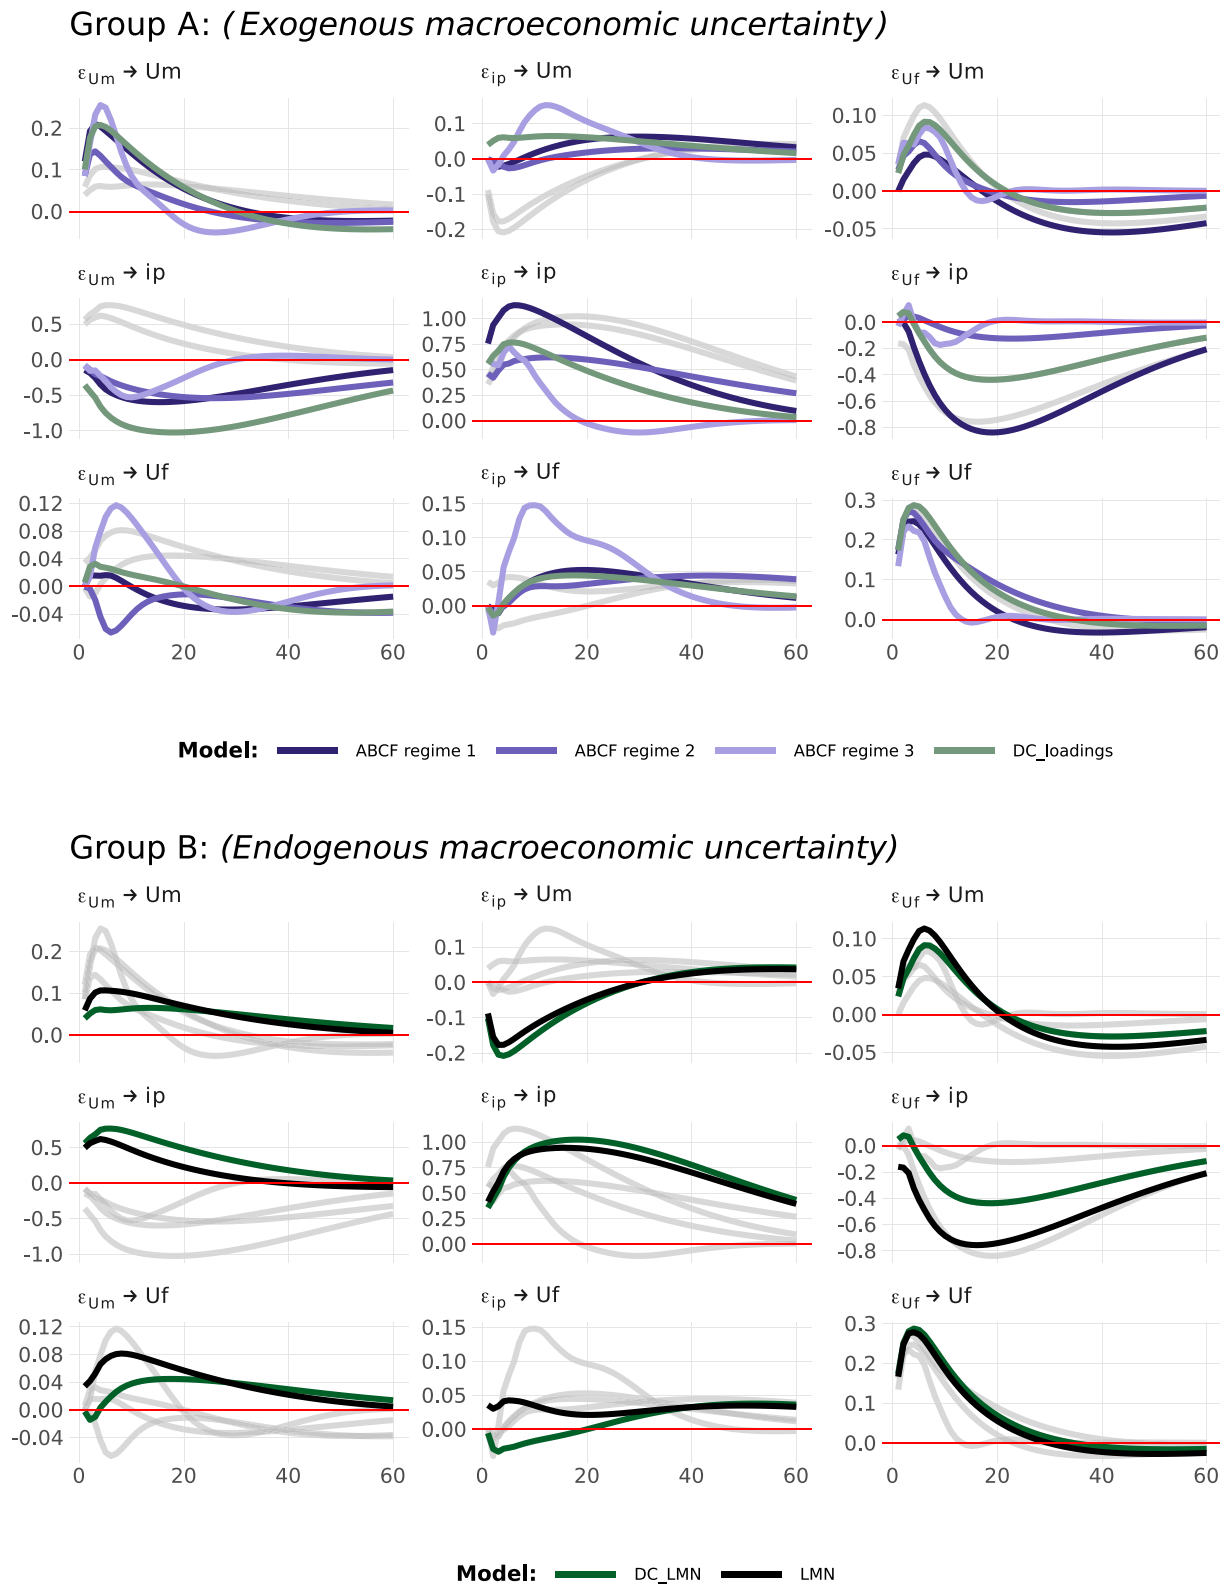 Group A: (Exogenous macroeconomic uncertainty)
εUm → Um
εip → Um
εUf → Um
0.2
0.1
0.0
0.1
0.0
-0.1
-0.2
0.10
0.05
0.00
-0.05
εUm → ip
εip → ip
εUf → ip
0.5
0.0
-0.5
-1.0
1.00
0.75
0.50
0.25
0.00
0.0
-0.2
-0.4
-0.6
-0.8
εUm → Uf
εip → Uf
εUf → Uf
0.12
0.08
0.04
0.00
-0.04
0.15
0.10
0.05
0.00
0.3
0.2
0.1
0.0
0 20 40 60
0 20 40 60
0 20 40 60
Model: ABCF regime 1 ABCF regime 2 ABCF regime 3 DC_loadings
Group B: (Endogenous macroeconomic uncertainty)
εUm → Um
εip → Um
εUf → Um
0.2
0.1
0.0
0.1
0.0
-0.1
-0.2
0.10
0.05
0.00
-0.05
εUm → ip
εip → ip
εUf → ip
0.5
0.0
-0.5
-1.0
1.00
0.75
0.50
0.25
0.00
0.0
-0.2
-0.4
-0.6
-0.8
εUm → Uf
εip → Uf
εUf → Uf
0.12
0.08
0.04
0.00
-0.04
0.15
0.10
0.05
0.00
0.3
0.2
0.1
0.0
0 20 40 60
0 20 40 60
0 20 40 60
Model: DC_LMN LMN